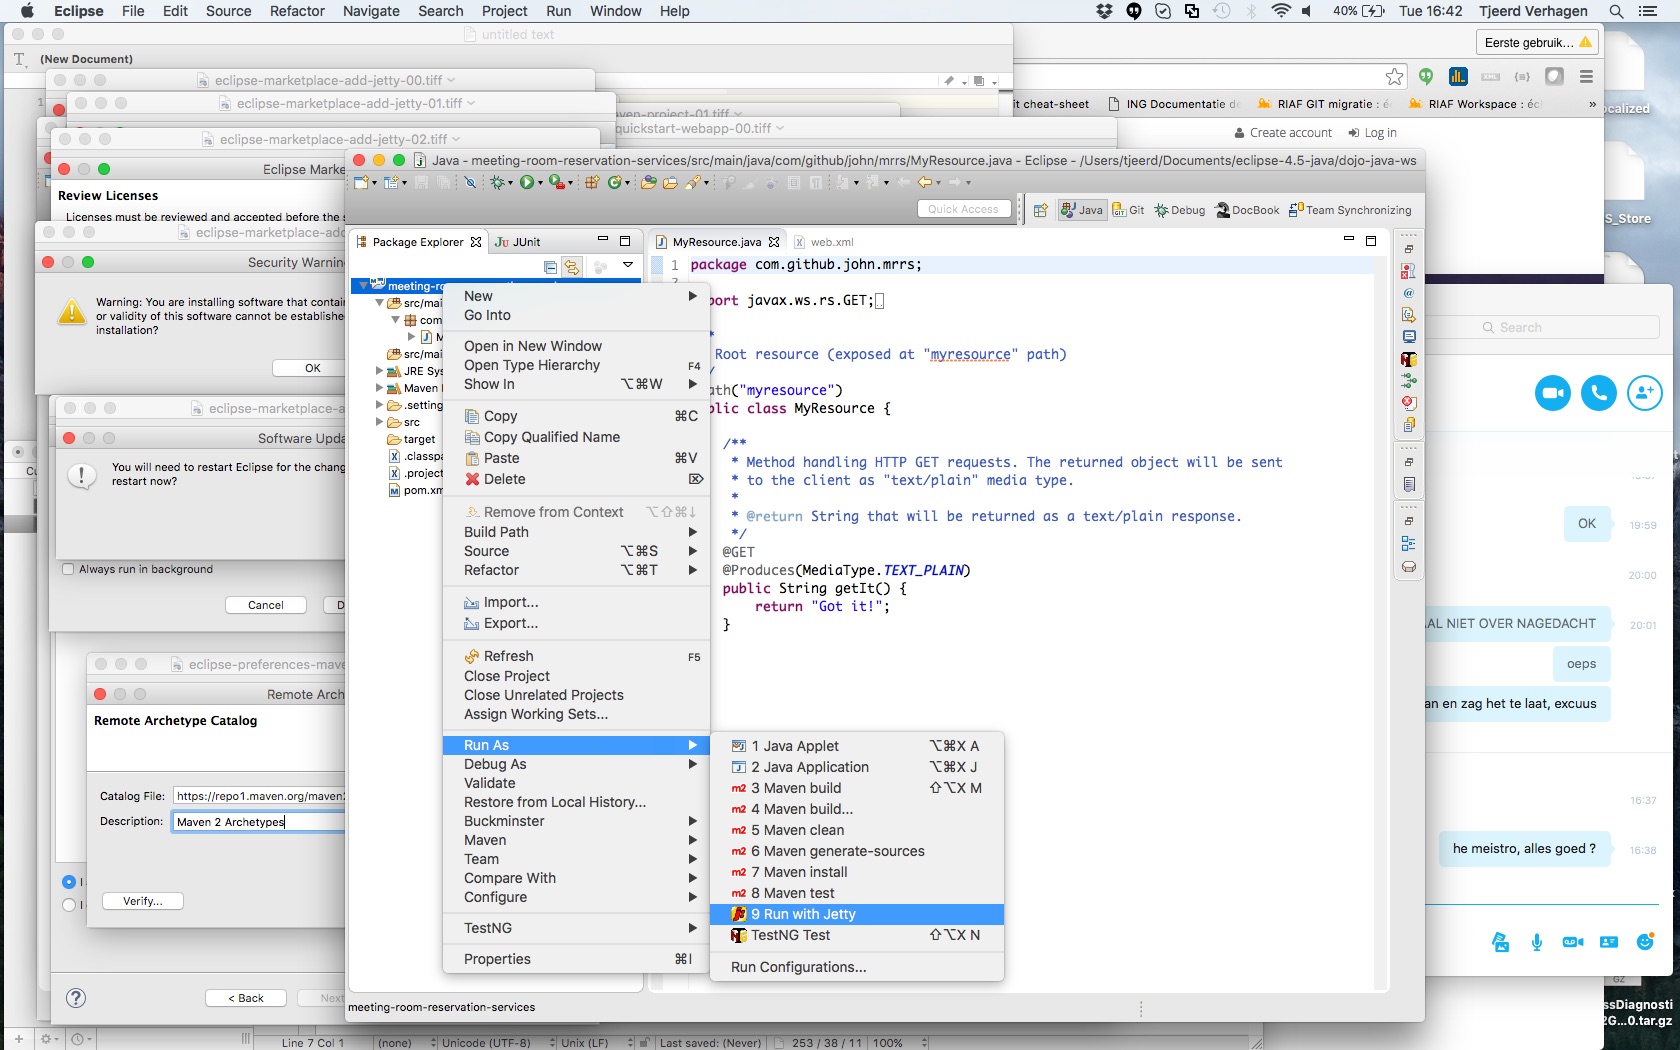 Eclipse File Edit Source Refactor Navigate Search Project Run Window Help
40% Tue 16:42 Tjeerd Verhagen
untitled text
(New Document)
Eerste gebruik...
eclipse-marketplace-add-jetty-00.tiff
eclipse-marketplace-add-jetty-01.tiff
it cheat-sheet ING Documentatie RIAF GIT migratie : RIAF Workspace :
quickstart-webapp-00.tiff
eclipse-marketplace-add-jetty-02.tiff
Create account Log in
Java - meeting-room-reservation-services/src/main/java/com/github/john/mrrs/MyResource.java - Eclipse - /Users/tjeerd/Documents/eclipse-4.5-java/dojo-java-ws
Quick Access
Java Git Debug DocBook Team Synchronizing
Review Licenses
Licenses must be reviewed and accepted before the s
Security Warnin
Warning: You are installing software that contai
or validity of this software cannot be establishe
installation?
OK
Software Upda
You will need to restart Eclipse for the chang
restart now?
Always run in background
Cancel
eclipse-preferences-mave
Remote Arch
Remote Archetype Catalog
Catalog File: https://repo1.maven.org/maven2
Description: Maven 2 Archetypes
Verify...
< Back Next
Package Explorer JUnit
meeting-ro
src/mai
com
src/mai
JRE Sys
Maven
.setting
src
target
.classpa
.project
pom.xm
MyResource.java web.xml
1 package com.github.john.mrrs;
port javax.ws.rs.GET;
*
Root resource (exposed at "myresource" path)
/
ath("myresource")
blic class MyResource {
/**
* Method handling HTTP GET requests. The returned object will be sent
* to the client as "text/plain" media type.
*
* @return String that will be returned as a text/plain response.
*/
@GET
@Produces(MediaType.TEXT_PLAIN)
public String getIt() {
return "Got it!";
}
New
Go Into
Open in New Window
Open Type Hierarchy F4
Show In ⌥⌘W
Copy ⌘C
Copy Qualified Name
Paste ⌘V
Delete ⌦
Remove from Context ⌥⇧⌘↓
Build Path
Source ⌥⌘S
Refactor ⌥⌘T
Import...
Export...
Refresh F5
Close Project
Close Unrelated Projects
Assign Working Sets...
Run As
Debug As
Validate
Restore from Local History...
Buckminster
Maven
Team
Compare With
Configure
TestNG
Properties ⌘I
1 Java Applet ⌥⌘X A
2 Java Application ⌥⌘X J
3 Maven build ⇧⌥X M
4 Maven build...
5 Maven clean
6 Maven generate-sources
7 Maven install
8 Maven test
9 Run with Jetty
TestNG Test ⇧⌥X N
Run Configurations...
meeting-room-reservation-services
Line 7 Col 1 (none) Unicode (UTF-8) Unix (LF) Last saved: (Never) 253 / 38 / 11 100%
ocalized
S_Store
Search
OK 19:59
20:00
AL NIET OVER NAGEDACHT 20:01
oeps
an en zag het te laat, excuus
16:37
he meistro, alles goed ? 16:38
GZ
ssDiagnosti
2G...0.tar.gz